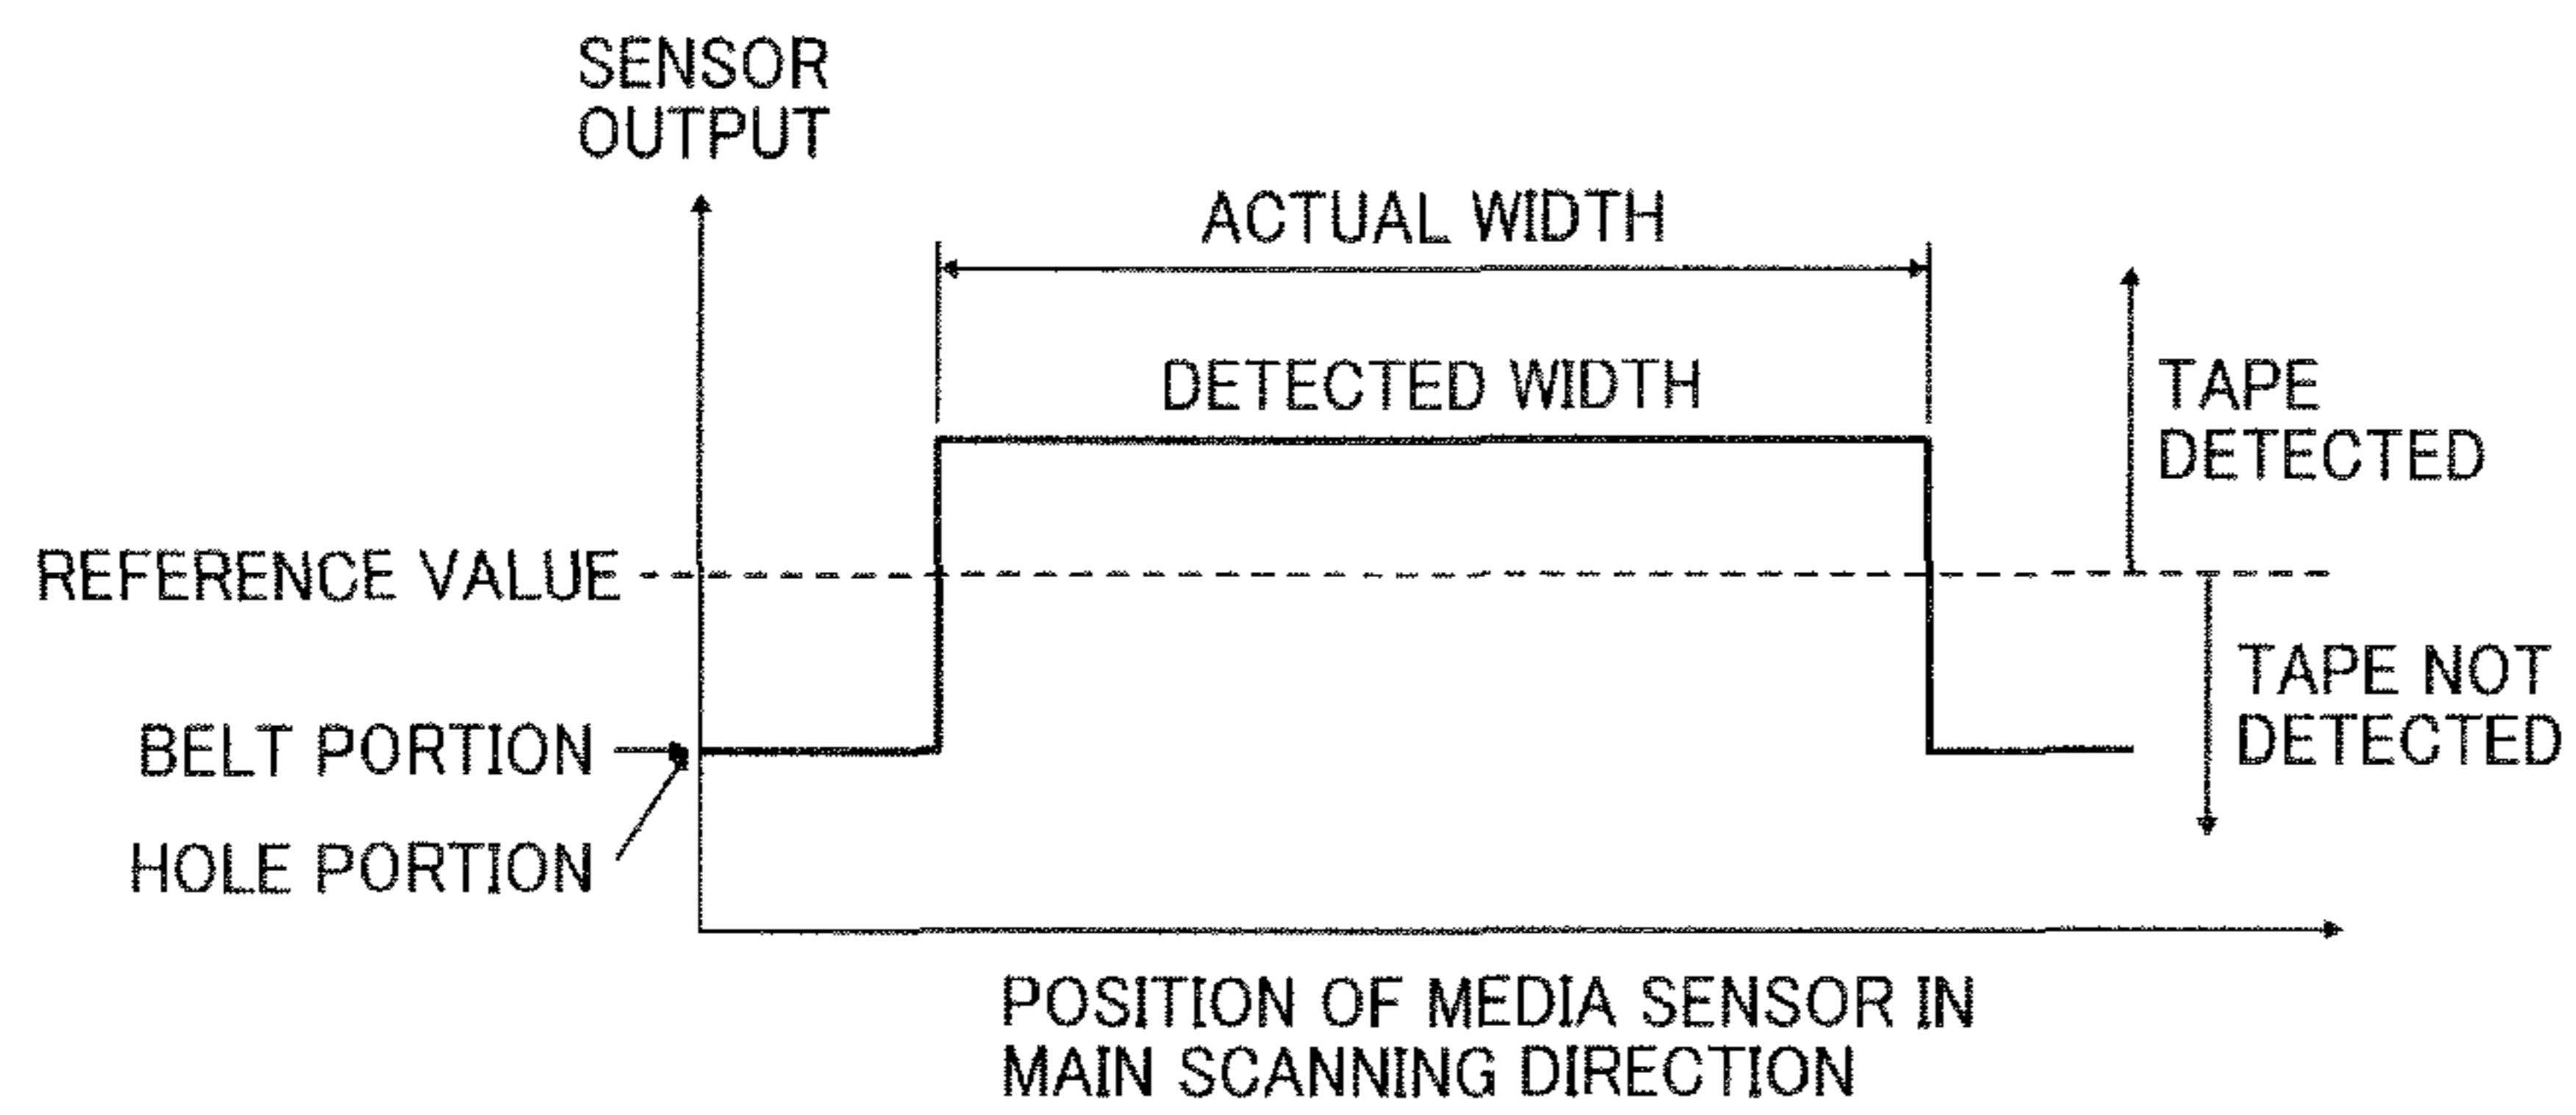 SENSOR
OUTPUT
ACTUAL WIDTH
DETECTED WIDTH
TAPE
DETECTED
REFERENCE VALUE
TAPE NOT
DETECTED
BELT PORTION
HOLE PORTION
POSITION OF MEDIA SENSOR IN
MAIN SCANNING DIRECTION